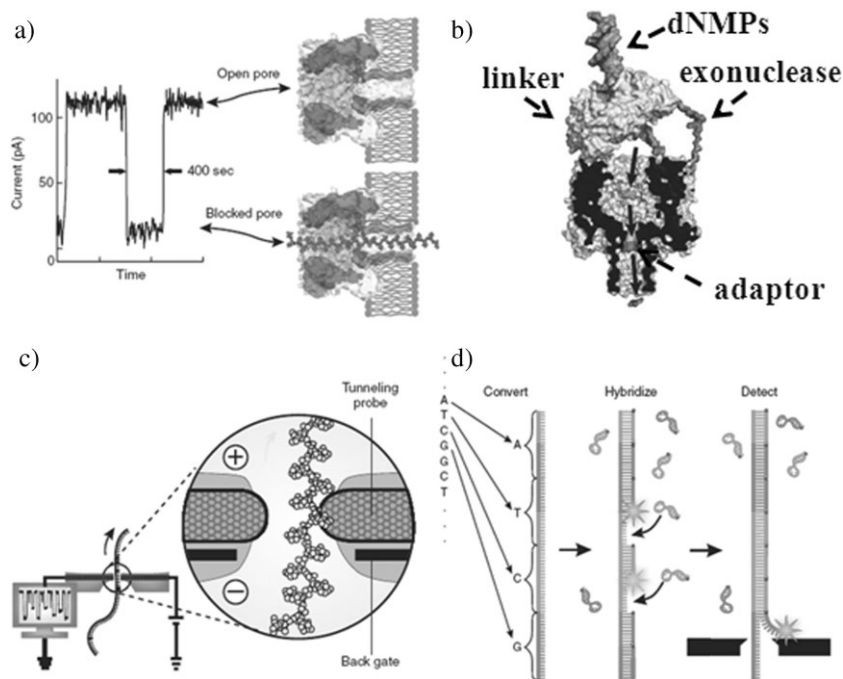 a)
Open pore
Current (pA)
100
50
0
400 sec
Blocked pore
Time
b)
dNMPs
linker
exonuclease
adaptor
c)
Tunneling
probe
+
−
Back gate
d)
Convert
Hybridize
Detect
A
T
C
G
G
C
T
A
T
C
G